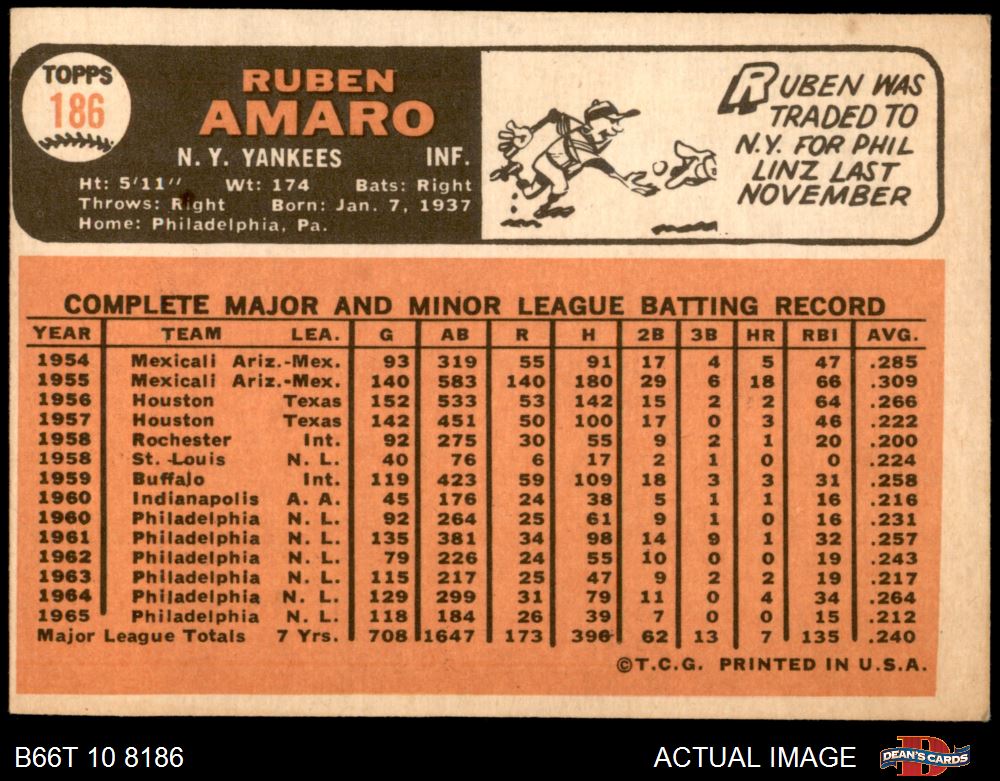 TOPPS
186
RUBEN
AMARO
N. Y. YANKEES INF.
Ht: 5'11" Wt: 174 Bats: Right
Throws: Right Born: Jan. 7, 1937
Home: Philadelphia, Pa.
RUBEN WAS
TRADED TO
N.Y. FOR PHIL
LINZ LAST
NOVEMBER
COMPLETE MAJOR AND MINOR LEAGUE BATTING RECORD
YEAR TEAM LEA. G AB R H 2B 3B HR RBI AVG.
1954 Mexicali Ariz.-Mex. 93 319 55 91 17 4 5 47 .285
1955 Mexicali Ariz.-Mex. 140 583 140 180 29 6 18 66 .309
1956 Houston Texas 152 533 53 142 15 2 2 64 .266
1957 Houston Texas 142 451 50 100 17 0 3 46 .222
1958 Rochester Int. 92 275 30 55 9 2 1 20 .200
1958 St. Louis N. L. 40 76 6 17 2 1 0 0 .224
1959 Buffalo Int. 119 423 59 109 18 3 3 31 .258
1960 Indianapolis A. A. 45 176 24 38 5 1 1 16 .216
1960 Philadelphia N. L. 92 264 25 61 9 1 0 16 .231
1961 Philadelphia N. L. 135 381 34 98 14 9 1 32 .257
1962 Philadelphia N. L. 79 226 24 55 10 0 0 19 .243
1963 Philadelphia N. L. 115 217 25 47 9 2 2 19 .217
1964 Philadelphia N. L. 129 299 31 79 11 0 4 34 .264
1965 Philadelphia N. L. 118 184 26 39 7 0 0 15 .212
Major League Totals 7 Yrs. 708 1647 173 396 62 13 7 135 .240
©T.C.G. PRINTED IN U.S.A.
B66T 10 8186 ACTUAL IMAGE DEAN'S CARDS